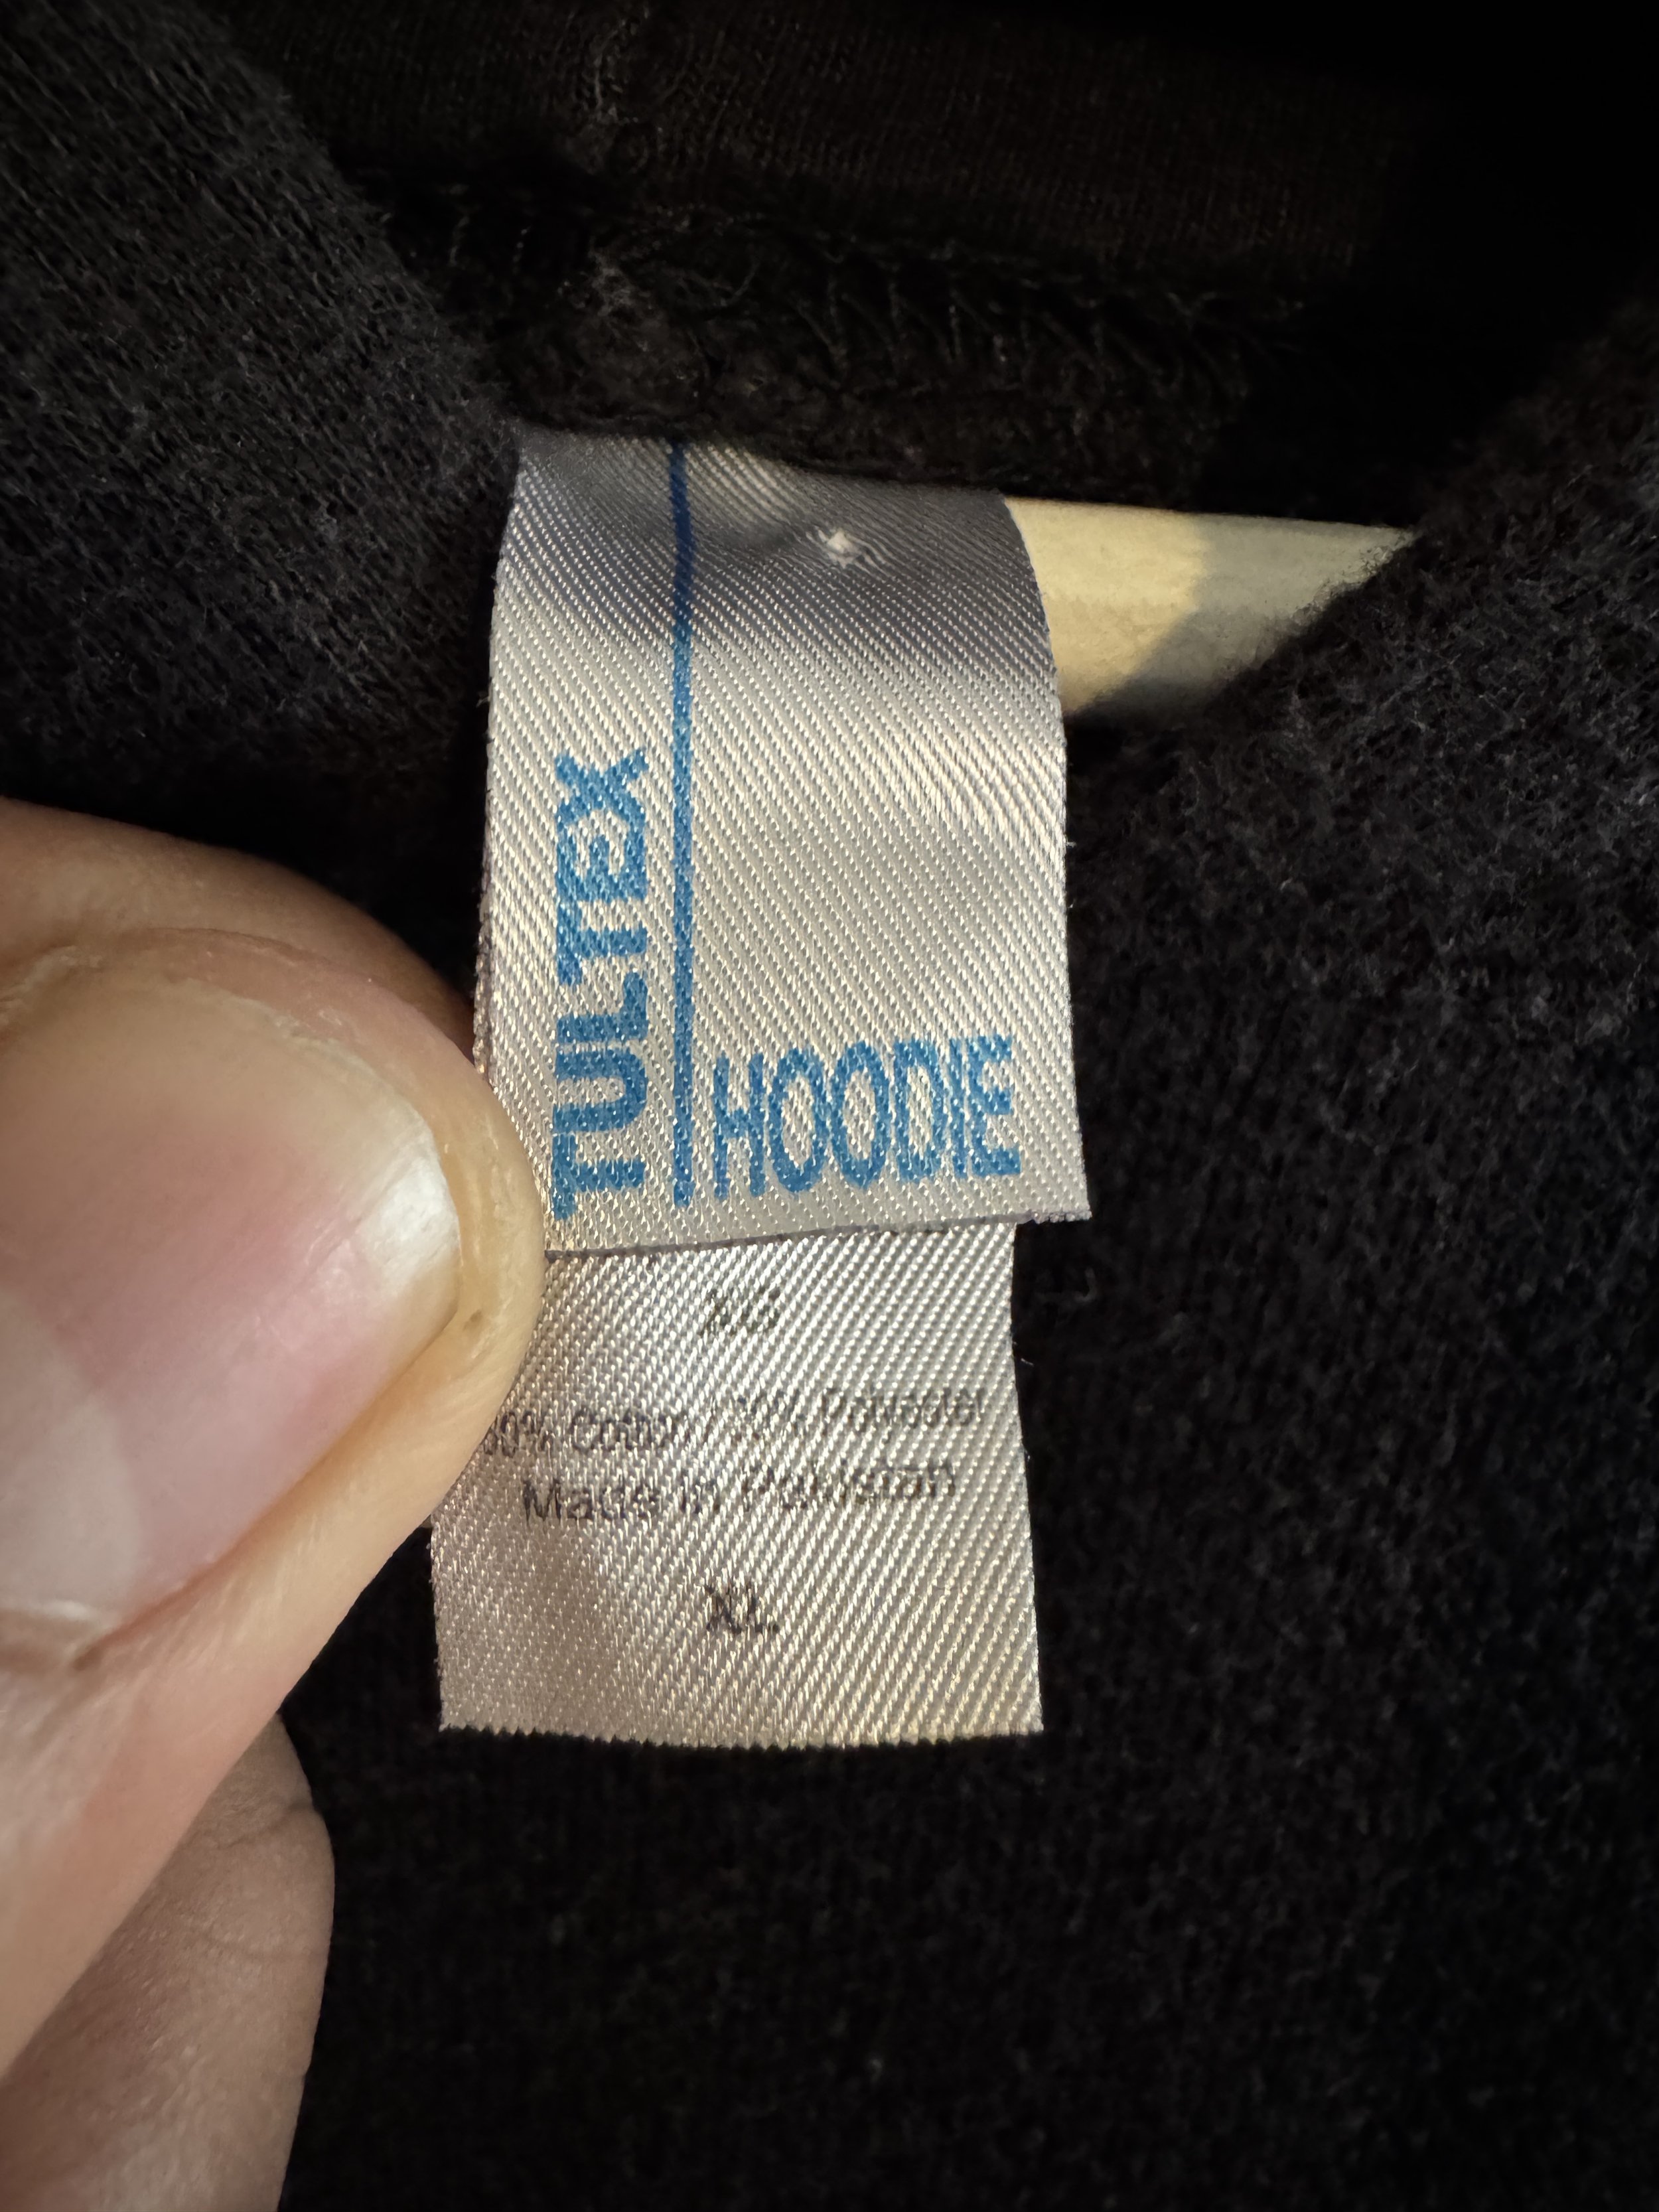 TULTEX
HOODIE
Cotton Polyester
Made in Pakistan
XL